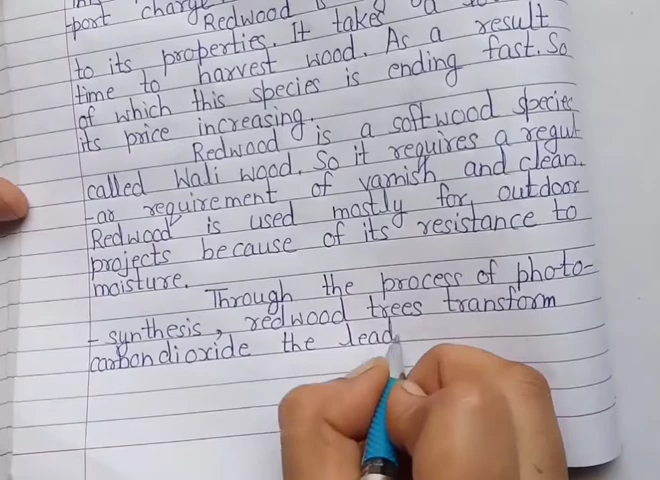 port charge
Redwood is
to its properties. It takes
time to harvest wood. As a result
of which this species is ending fast. So
its price increasing.
Redwood is a softwood species
called Wali wood. So it requires a regul-
-ar requirement of varnish and clean.
Redwood is used mostly for outdoor
projects because of its resistance to
moisture.
Through the process of photo-
-synthesis, redwood trees transform
carbondioxide the lead